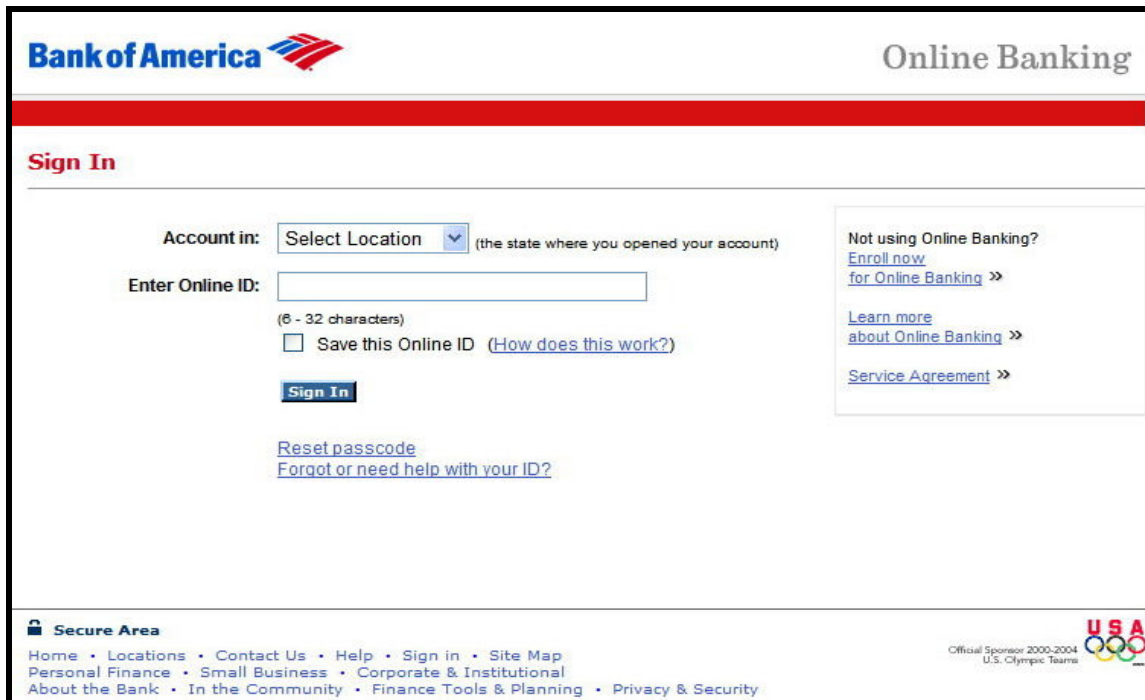 Bank of America
Online Banking
Sign In
Account in: Select Location (the state where you opened your account)
Enter Online ID:
(6 - 32 characters)
Save this Online ID (How does this work?)
Sign In
Reset passcode
Forgot or need help with your ID?
Not using Online Banking?
Enroll now
for Online Banking »
Learn more
about Online Banking »
Service Agreement »
Secure Area
Home • Locations • Contact Us • Help • Sign in • Site Map
Personal Finance • Small Business • Corporate & Institutional
About the Bank • In the Community • Finance Tools & Planning • Privacy & Security
Official Sponsor 2000-2004
U.S. Olympic Teams
USA